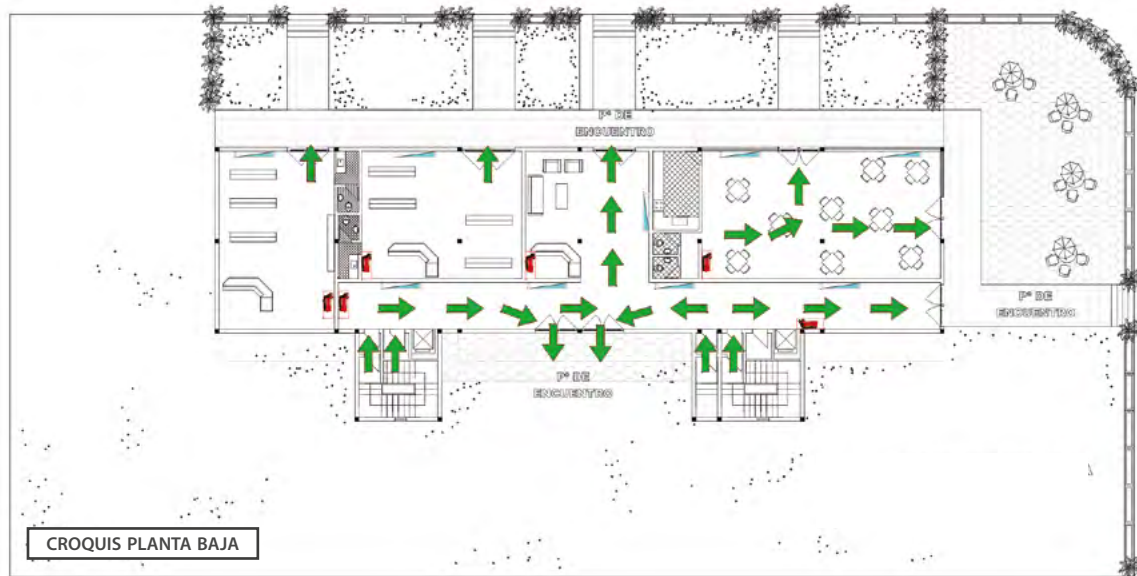 Pº DE
ENCUENTRO
Pº DE
ENCUENTRO
Pº DE
ENCUENTRO
CROQUIS PLANTA BAJA